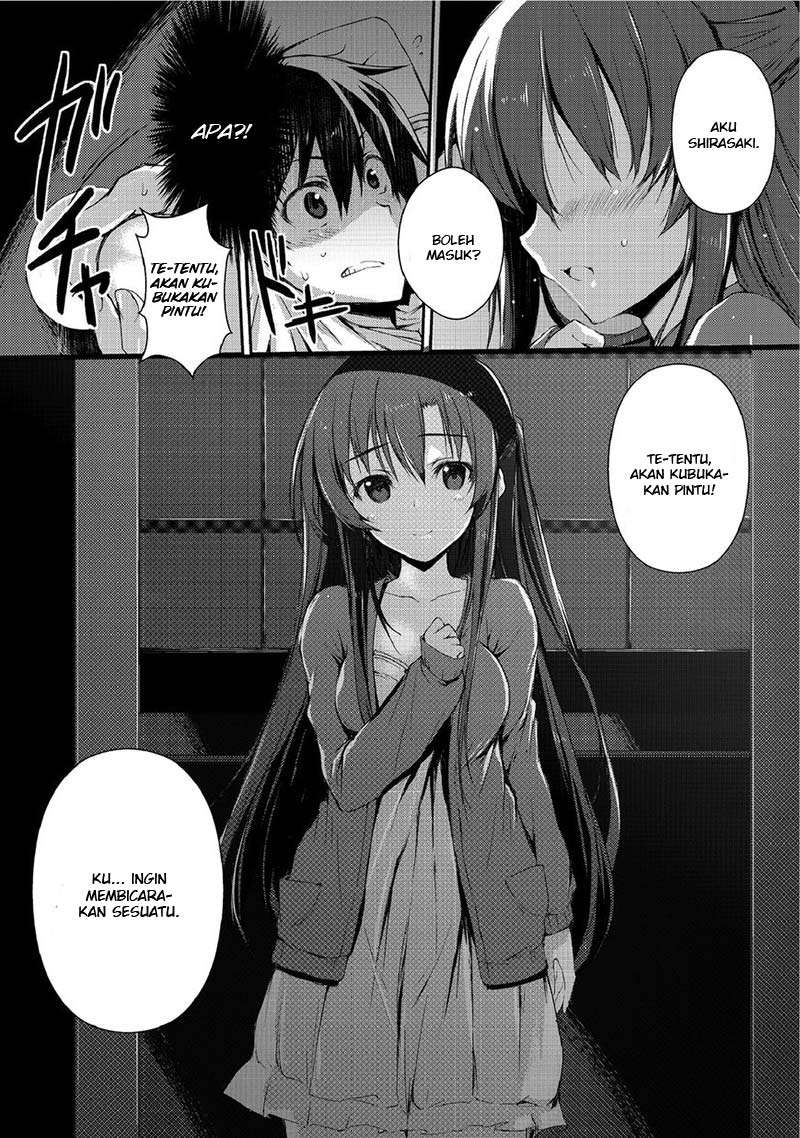 AKU
SHIRASAKI.
BOLEH
MASUK?
APA?!
ドキ
TE-TENTU,
AKAN KU-
BUKAKAN
PINTU!
ガチャ
TE-TENTU,
AKAN KUBUKA-
KAN PINTU!
KU... INGIN
MEMBICARA-
KAN SESUATU.